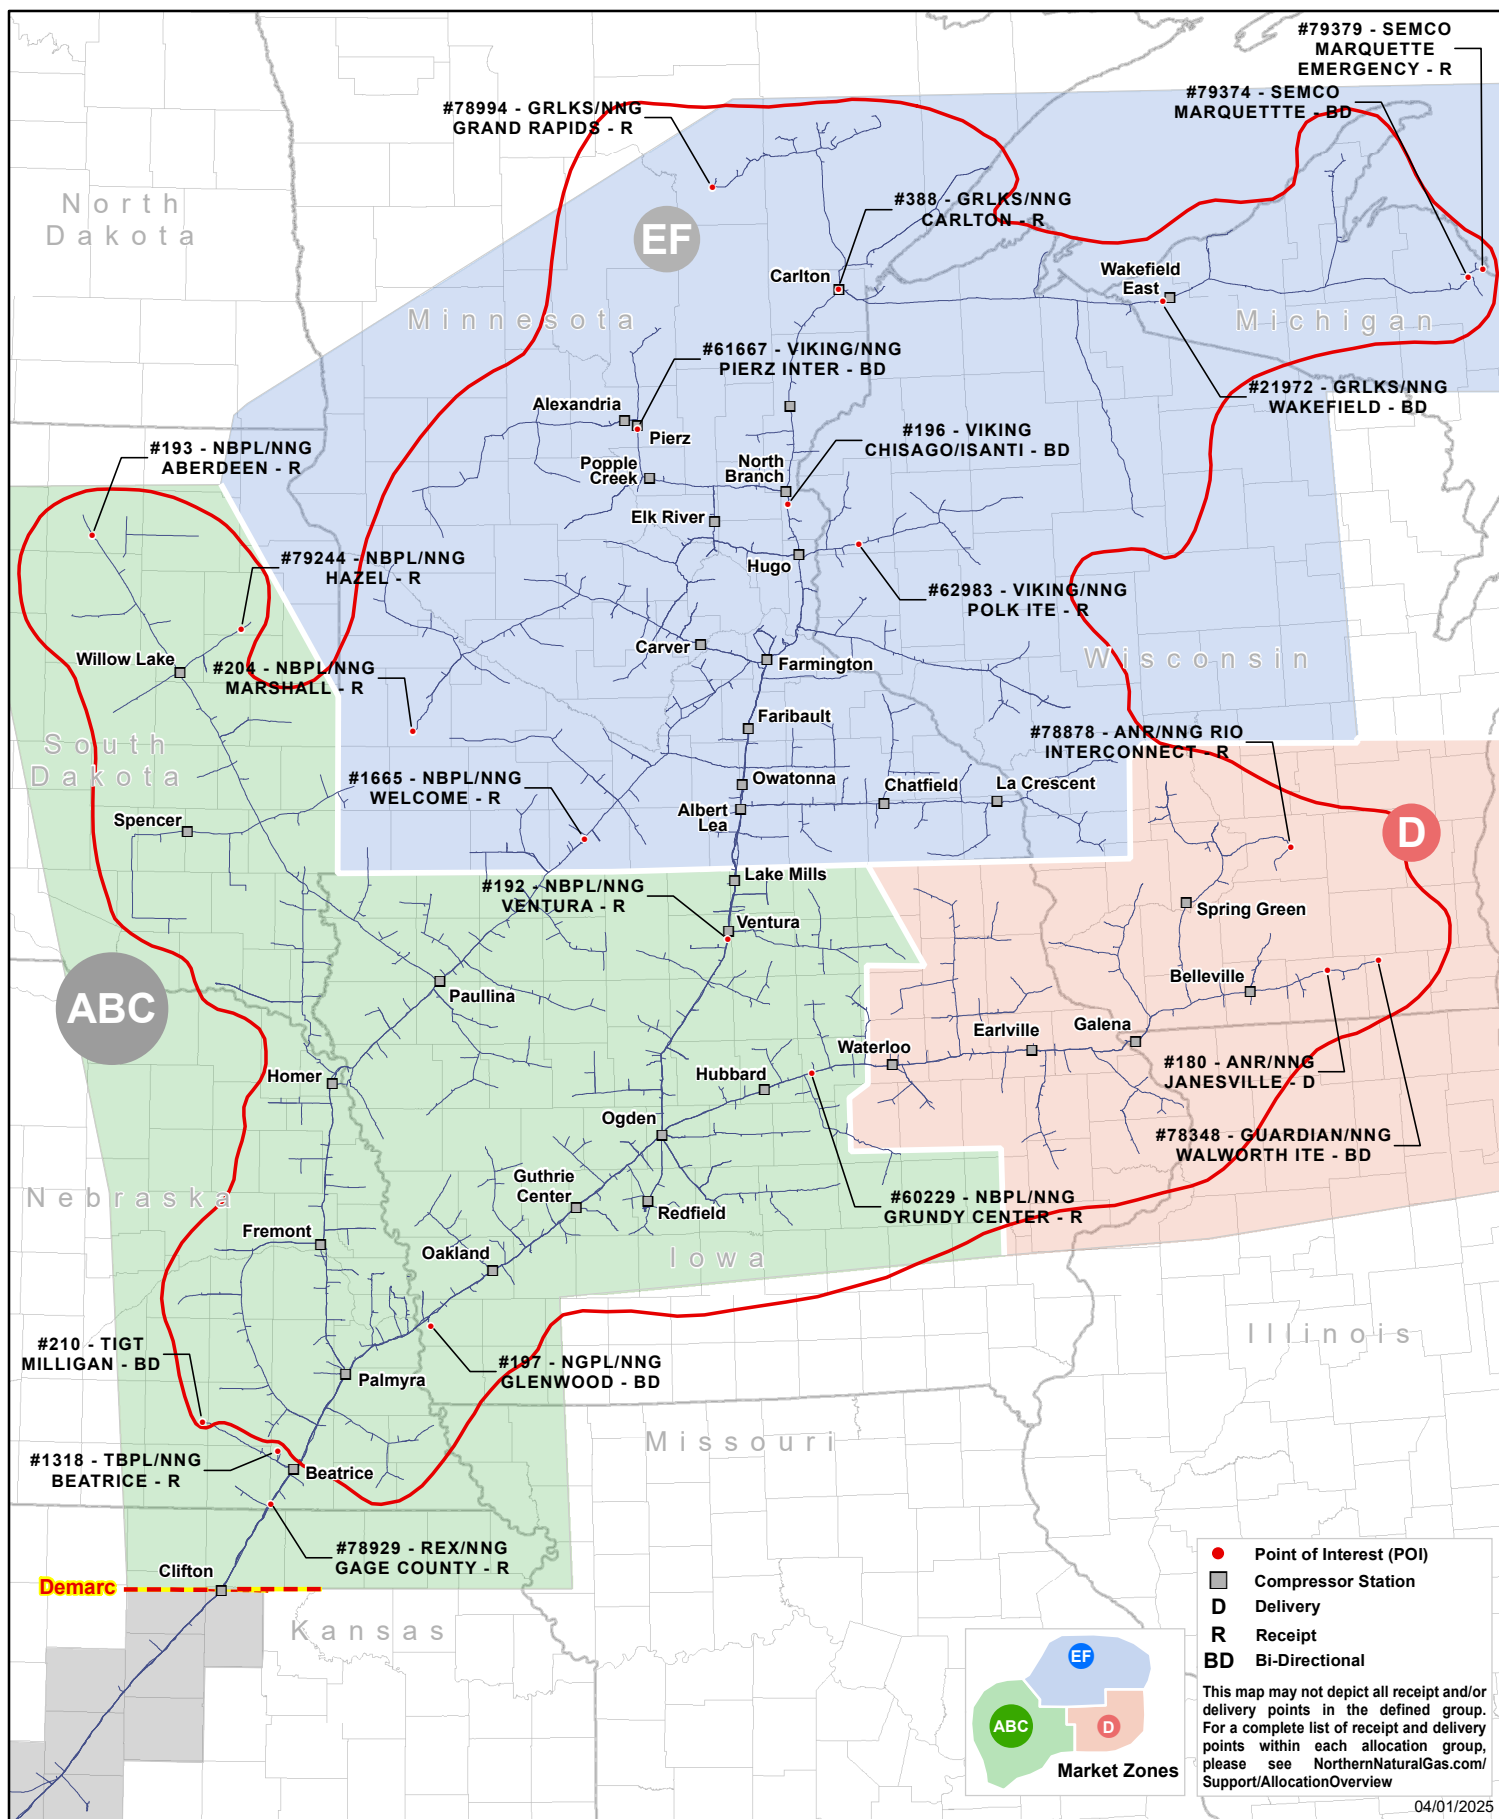 #79379 - SEMCO
MARQUETTE
EMERGENCY - R
#79374 - SEMCO
MARQUETTTE - BD
#78994 - GRLKS/NNG
GRAND RAPIDS - R
North
Dakota
EF
#388 - GRLKS/NNG
CARLTON - R
Carlton
Wakefield
East
Minnesota
Michigan
#61667 - VIKING/NNG
PIERZ INTER - BD
#21972 - GRLKS/NNG
WAKEFIELD - BD
Alexandria
Pierz
#193 - NBPL/NNG
ABERDEEN - R
#196 - VIKING
CHISAGO/ISANTI - BD
Popple
Creek
North
Branch
Elk River
Hugo
#79244 - NBPL/NNG
HAZEL - R
#62983 - VIKING/NNG
POLK ITE - R
Willow Lake
Carver
Farmington
Wisconsin
#204 - NBPL/NNG
MARSHALL - R
Faribault
South
Dakota
#78878 - ANR/NNG RIO
INTERCONNECT - R
#1665 - NBPL/NNG
WELCOME - R
Owatonna
Chatfield
La Crescent
Spencer
Albert
Lea
D
Lake Mills
#192 - NBPL/NNG
VENTURA - R
Ventura
Spring Green
ABC
Paullina
Belleville
Earlville
Galena
Waterloo
Homer
Hubbard
#180 - ANR/NNG
JANESVILLE - D
Ogden
#78348 - GUARDIAN/NNG
WALWORTH ITE - BD
Guthrie
Center
Redfield
#60229 - NBPL/NNG
GRUNDY CENTER - R
Nebraska
Fremont
Oakland
Iowa
Illinois
#210 - TIGT
MILLIGAN - BD
#197 - NGPL/NNG
GLENWOOD - BD
Palmyra
Missouri
#1318 - TBPL/NNG
BEATRICE - R
Beatrice
#78929 - REX/NNG
GAGE COUNTY - R
Clifton
Demarc
Kansas
Point of Interest (POI)
Compressor Station
D Delivery
R Receipt
BD Bi-Directional
EF
ABC
D
Market Zones
This map may not depict all receipt and/or
delivery points in the defined group.
For a complete list of receipt and delivery
points within each allocation group,
please see NorthernNaturalGas.com/
Support/AllocationOverview
04/01/2025